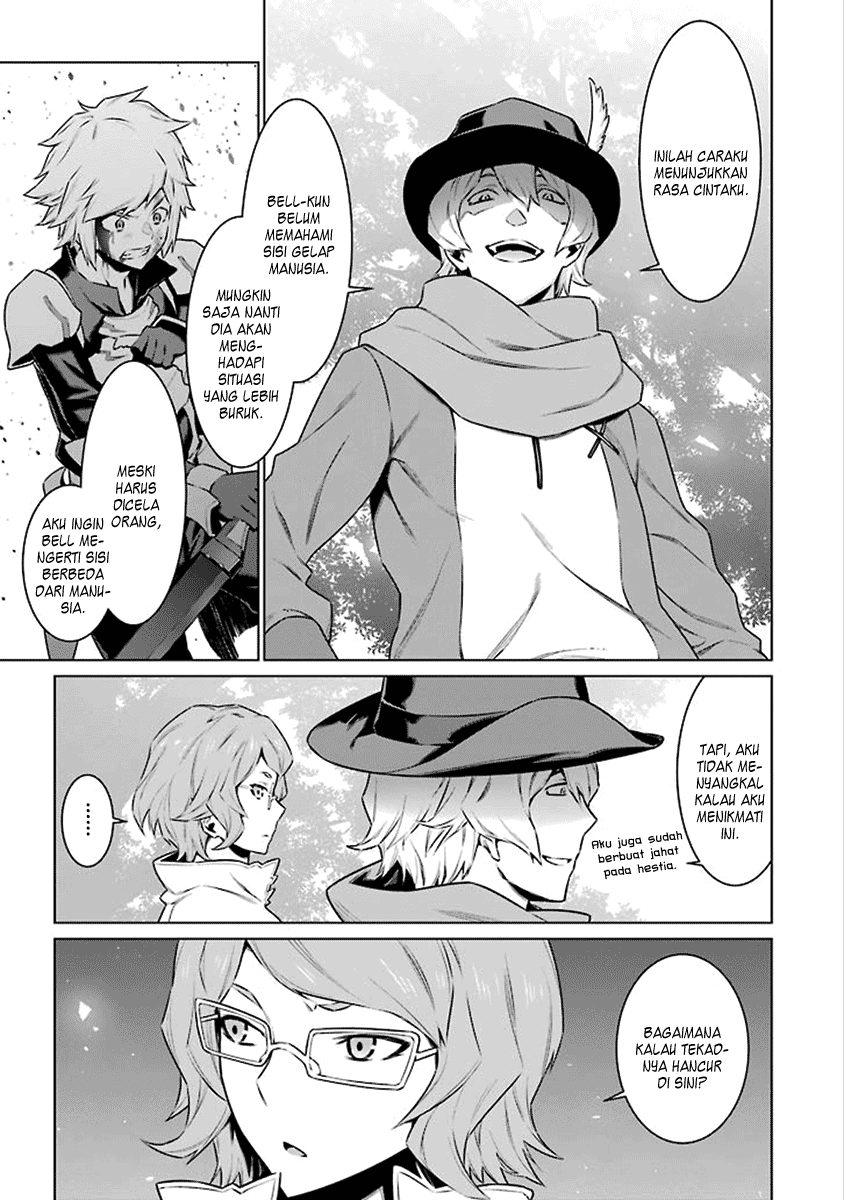 INILAH CARAKU
MENUNJUKKAN
RASA CINTAKU.
BELL-KUN
BELUM
MEMAHAMI
SISI GELAP
MANUSIA.
MUNGKIN
SAJA NANTI
DIA AKAN
MENG-
HADAPI
SITUASI
YANG LEBIH
BURUK.
MESKI
HARUS
DICELA
ORANG,
AKU INGIN
BELL ME-
NGERTI SISI
BERBEDA
DARI MANU-
SIA.
TAPI, AKU
TIDAK ME-
NYANGKAL
KALAU AKU
MENIKMATI
INI.
Aku juga sudah
berbuat jahat
pada hestia.
......
BAGAIMANA
KALAU TEKAD-
NYA HANCUR
DI SINI?